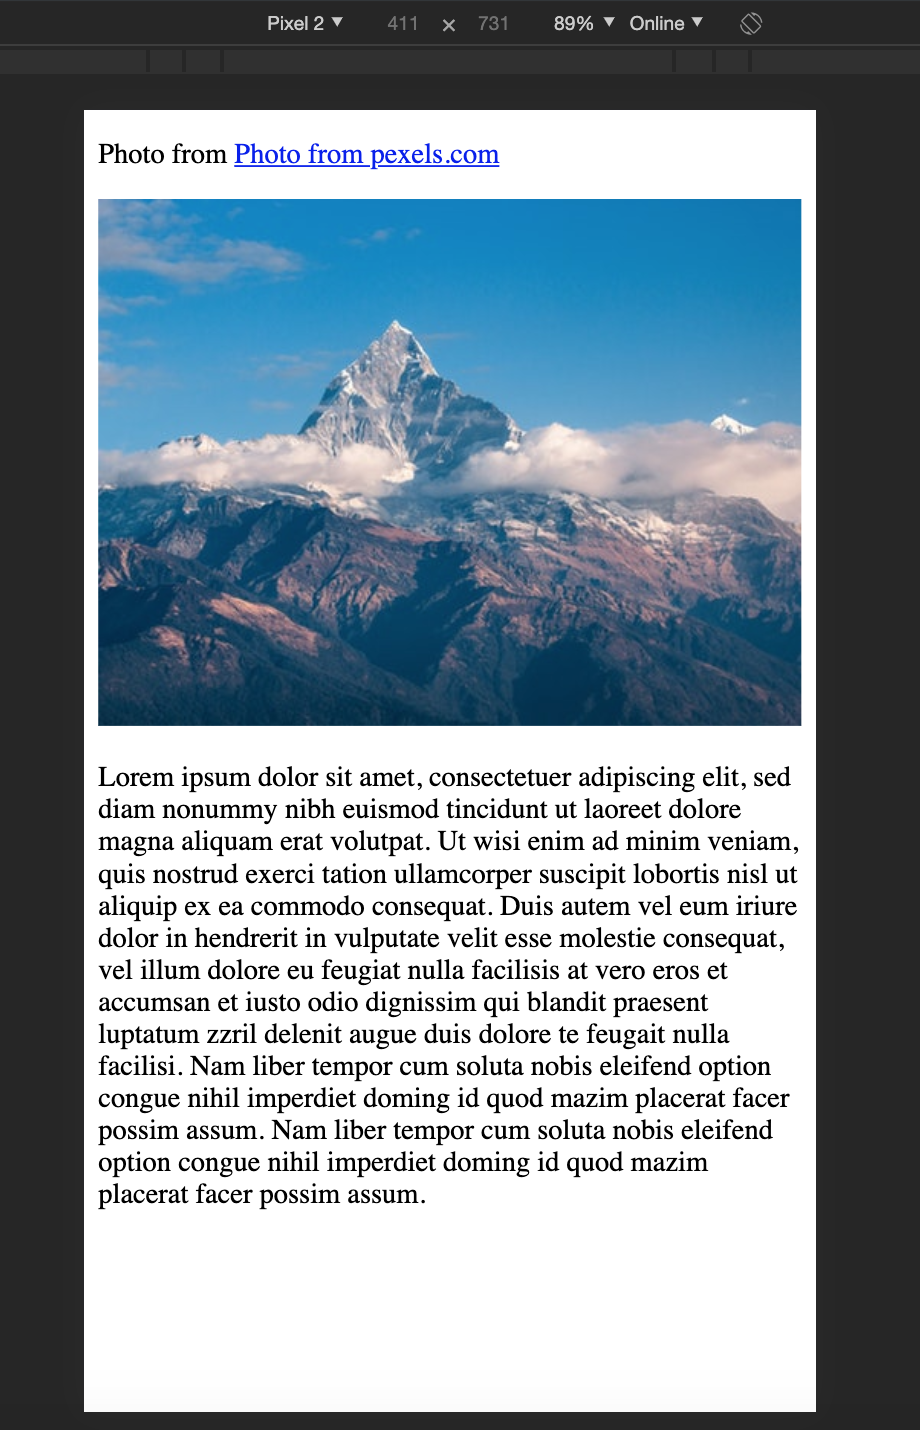 Pixel 2 ▼ 411 × 731 89% ▼ Online ▼
Photo from Photo from pexels.com
Lorem ipsum dolor sit amet, consectetuer adipiscing elit, sed
diam nonummy nibh euismod tincidunt ut laoreet dolore
magna aliquam erat volutpat. Ut wisi enim ad minim veniam,
quis nostrud exerci tation ullamcorper suscipit lobortis nisl ut
aliquip ex ea commodo consequat. Duis autem vel eum iriure
dolor in hendrerit in vulputate velit esse molestie consequat,
vel illum dolore eu feugiat nulla facilisis at vero eros et
accumsan et iusto odio dignissim qui blandit praesent
luptatum zzril delenit augue duis dolore te feugait nulla
facilisi. Nam liber tempor cum soluta nobis eleifend option
congue nihil imperdiet doming id quod mazim placerat facer
possim assum. Nam liber tempor cum soluta nobis eleifend
option congue nihil imperdiet doming id quod mazim
placerat facer possim assum.